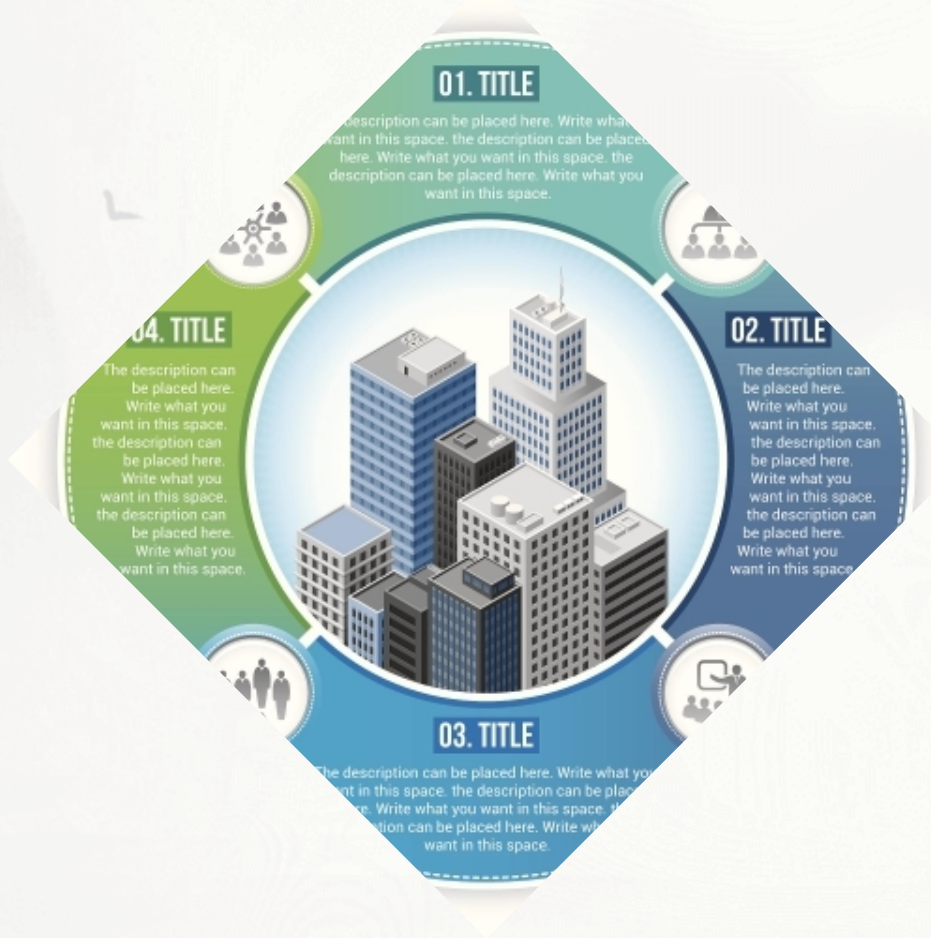 01. TITLE
description can be placed here. Write what
want in this space. the description can be placed
here. Write what you want in this space. the
description can be placed here. Write what you
want in this space.
04. TITLE
The description can
be placed here.
Write what you
want in this space.
the description can
be placed here.
Write what you
want in this space.
the description can
be placed here.
Write what you
want in this space.
02. TITLE
The description can
be placed here.
Write what you
want in this space.
the description can
be placed here.
Write what you
want in this space.
the description can
be placed here.
Write what you
want in this space.
03. TITLE
The description can be placed here. Write what you
in this space. the description can be
Write what you want in this space.
can be placed here. Write
want in this space.